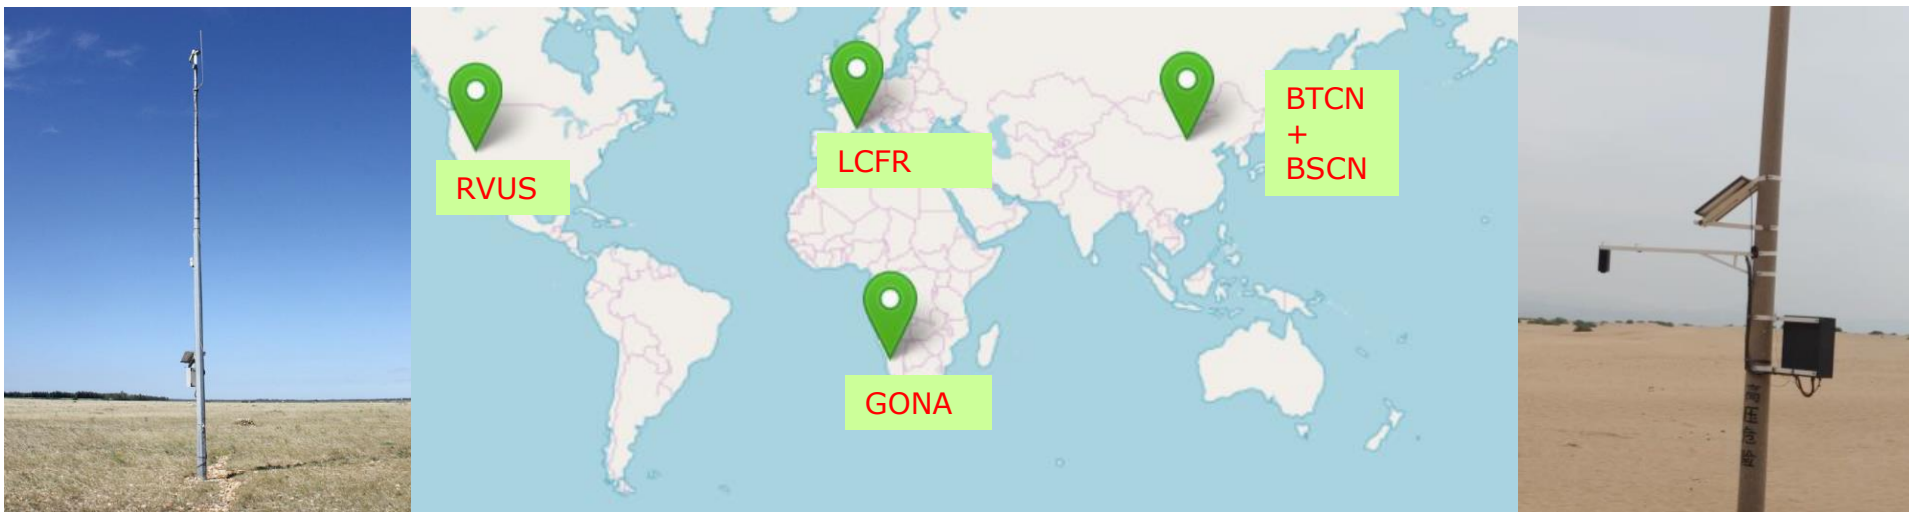 RVUS
LCFR
BTCN
+
BSCN
GONA